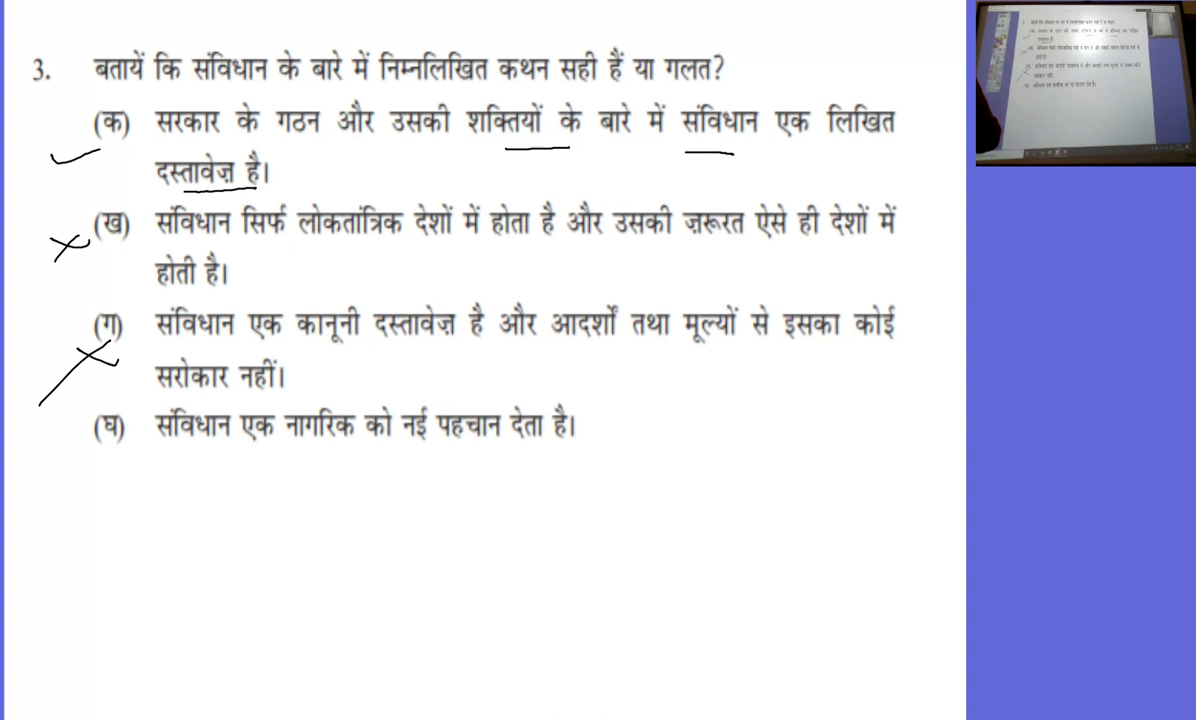 3. बतायें कि संविधान के बारे में निम्नलिखित कथन सही हैं या गलत?
(क) सरकार के गठन और उसकी शक्तियों के बारे में संविधान एक लिखित
दस्तावेज़ है।
(ख) संविधान सिर्फ लोकतांत्रिक देशों में होता है और उसकी ज़रूरत ऐसे ही देशों में
होती है।
(ग) संविधान एक कानूनी दस्तावेज़ है और आदर्शों तथा मूल्यों से इसका कोई
सरोकार नहीं।
(घ) संविधान एक नागरिक को नई पहचान देता है।